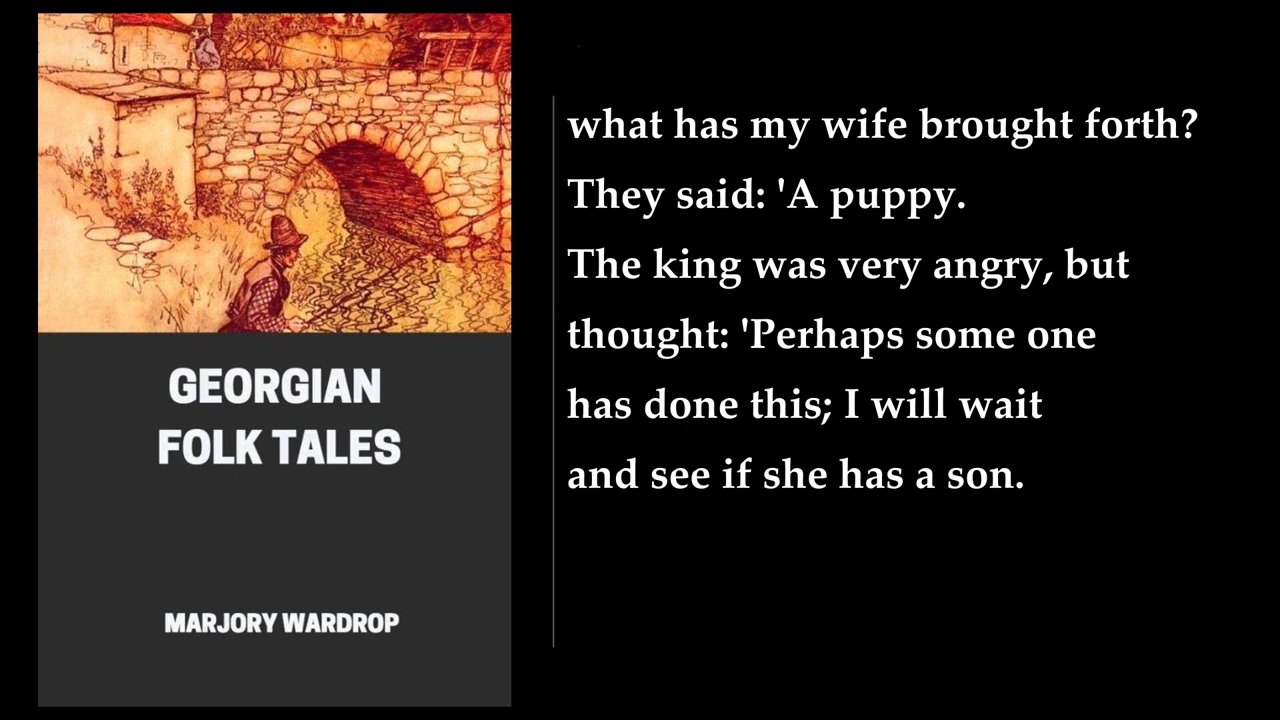 GEORGIAN
FOLK TALES
MARJORY WARDROP
what has my wife brought forth?
They said: 'A puppy.
The king was very angry, but
thought: 'Perhaps some one
has done this; I will wait
and see if she has a son.